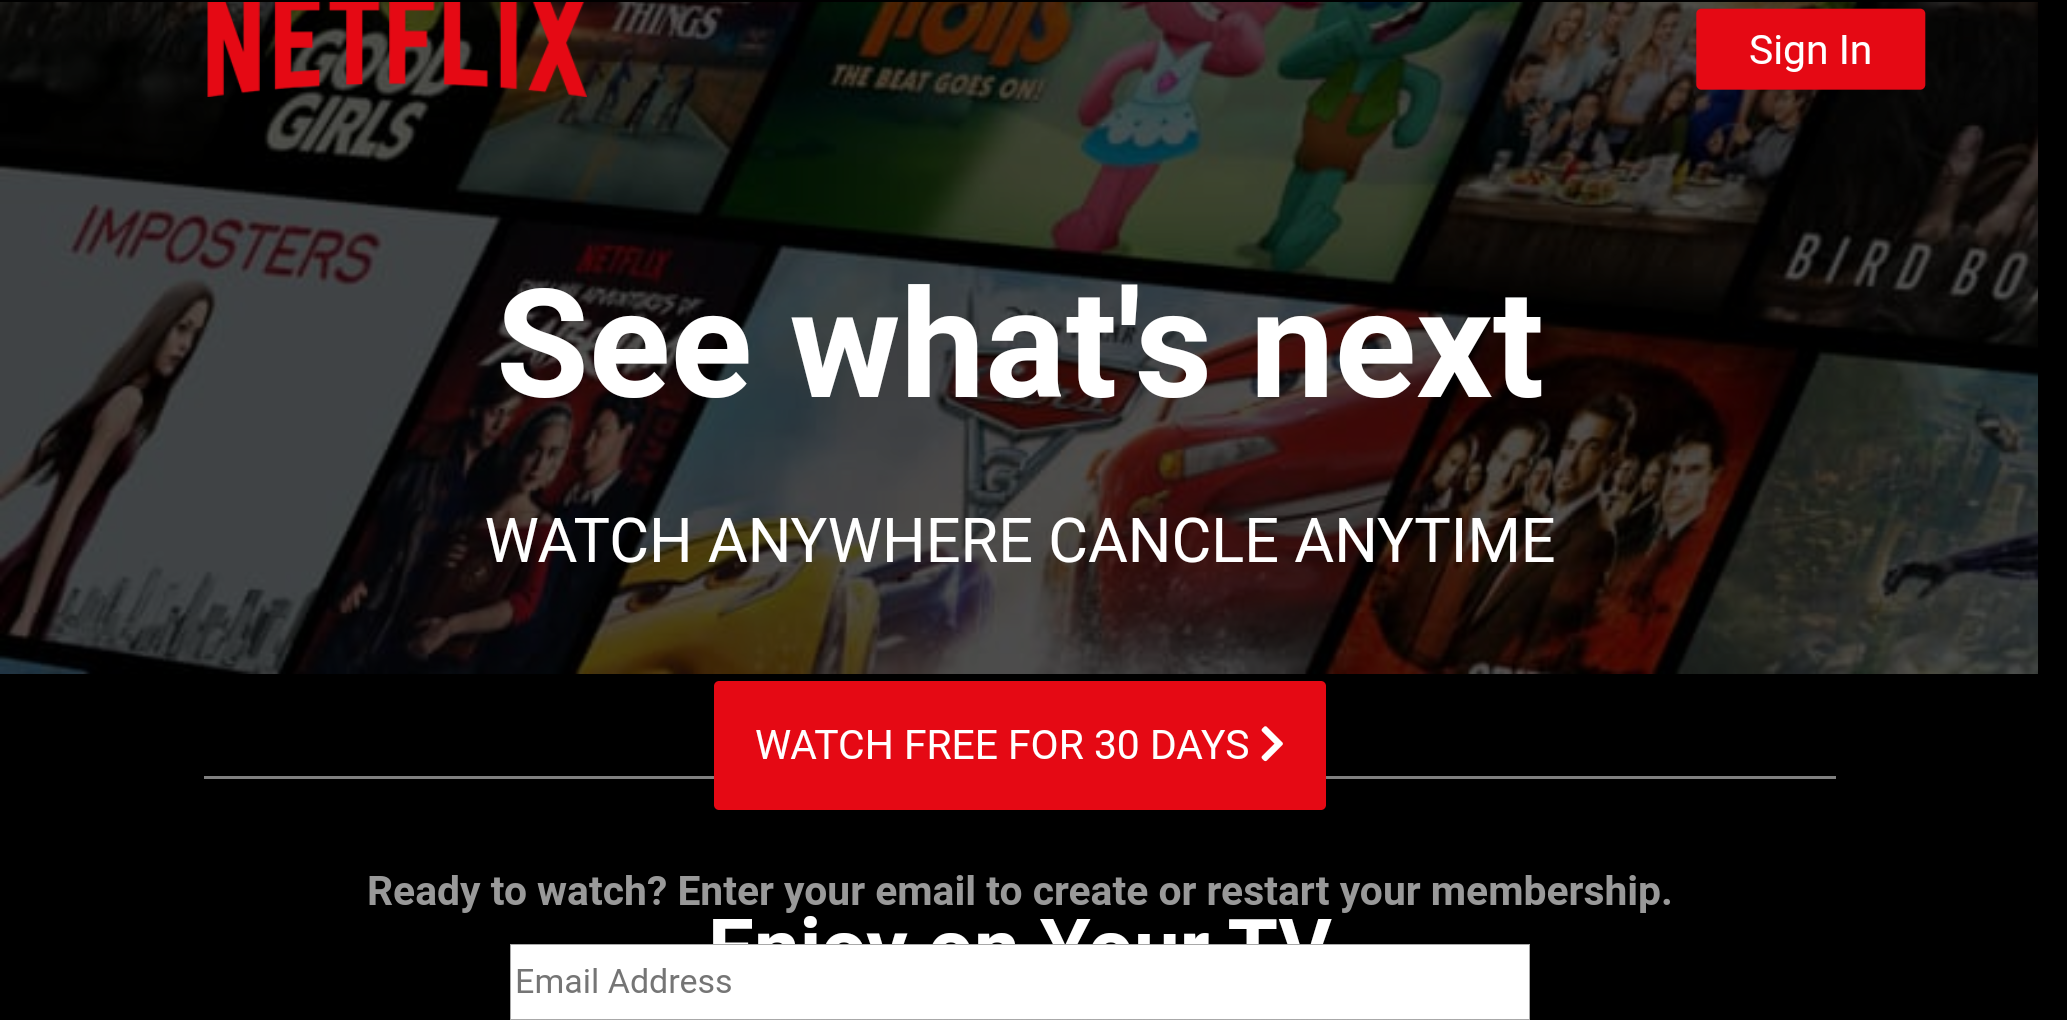 NETFLIX
Sign In
THINGS
GOOD
GIRLS
Trolls
THE BEAT GOES ON!
IMPOSTERS
NETFLIX
BIRD BO
See what's next
WATCH ANYWHERE CANCLE ANYTIME
WATCH FREE FOR 30 DAYS
Ready to watch? Enter your email to create or restart your membership.
Enjoy on Your TV
Email Address